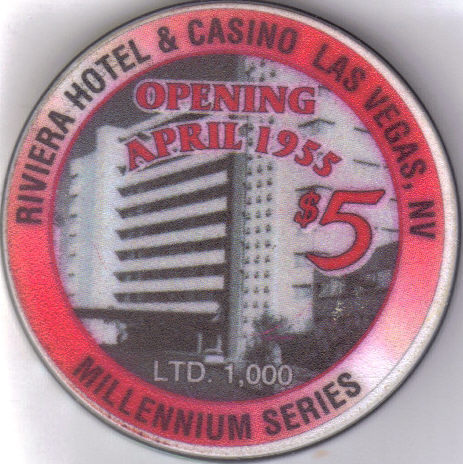 RIVIERA HOTEL & CASINO LAS VEGAS, NV
OPENING
APRIL 1955
$5
LTD. 1,000
MILLENNIUM SERIES